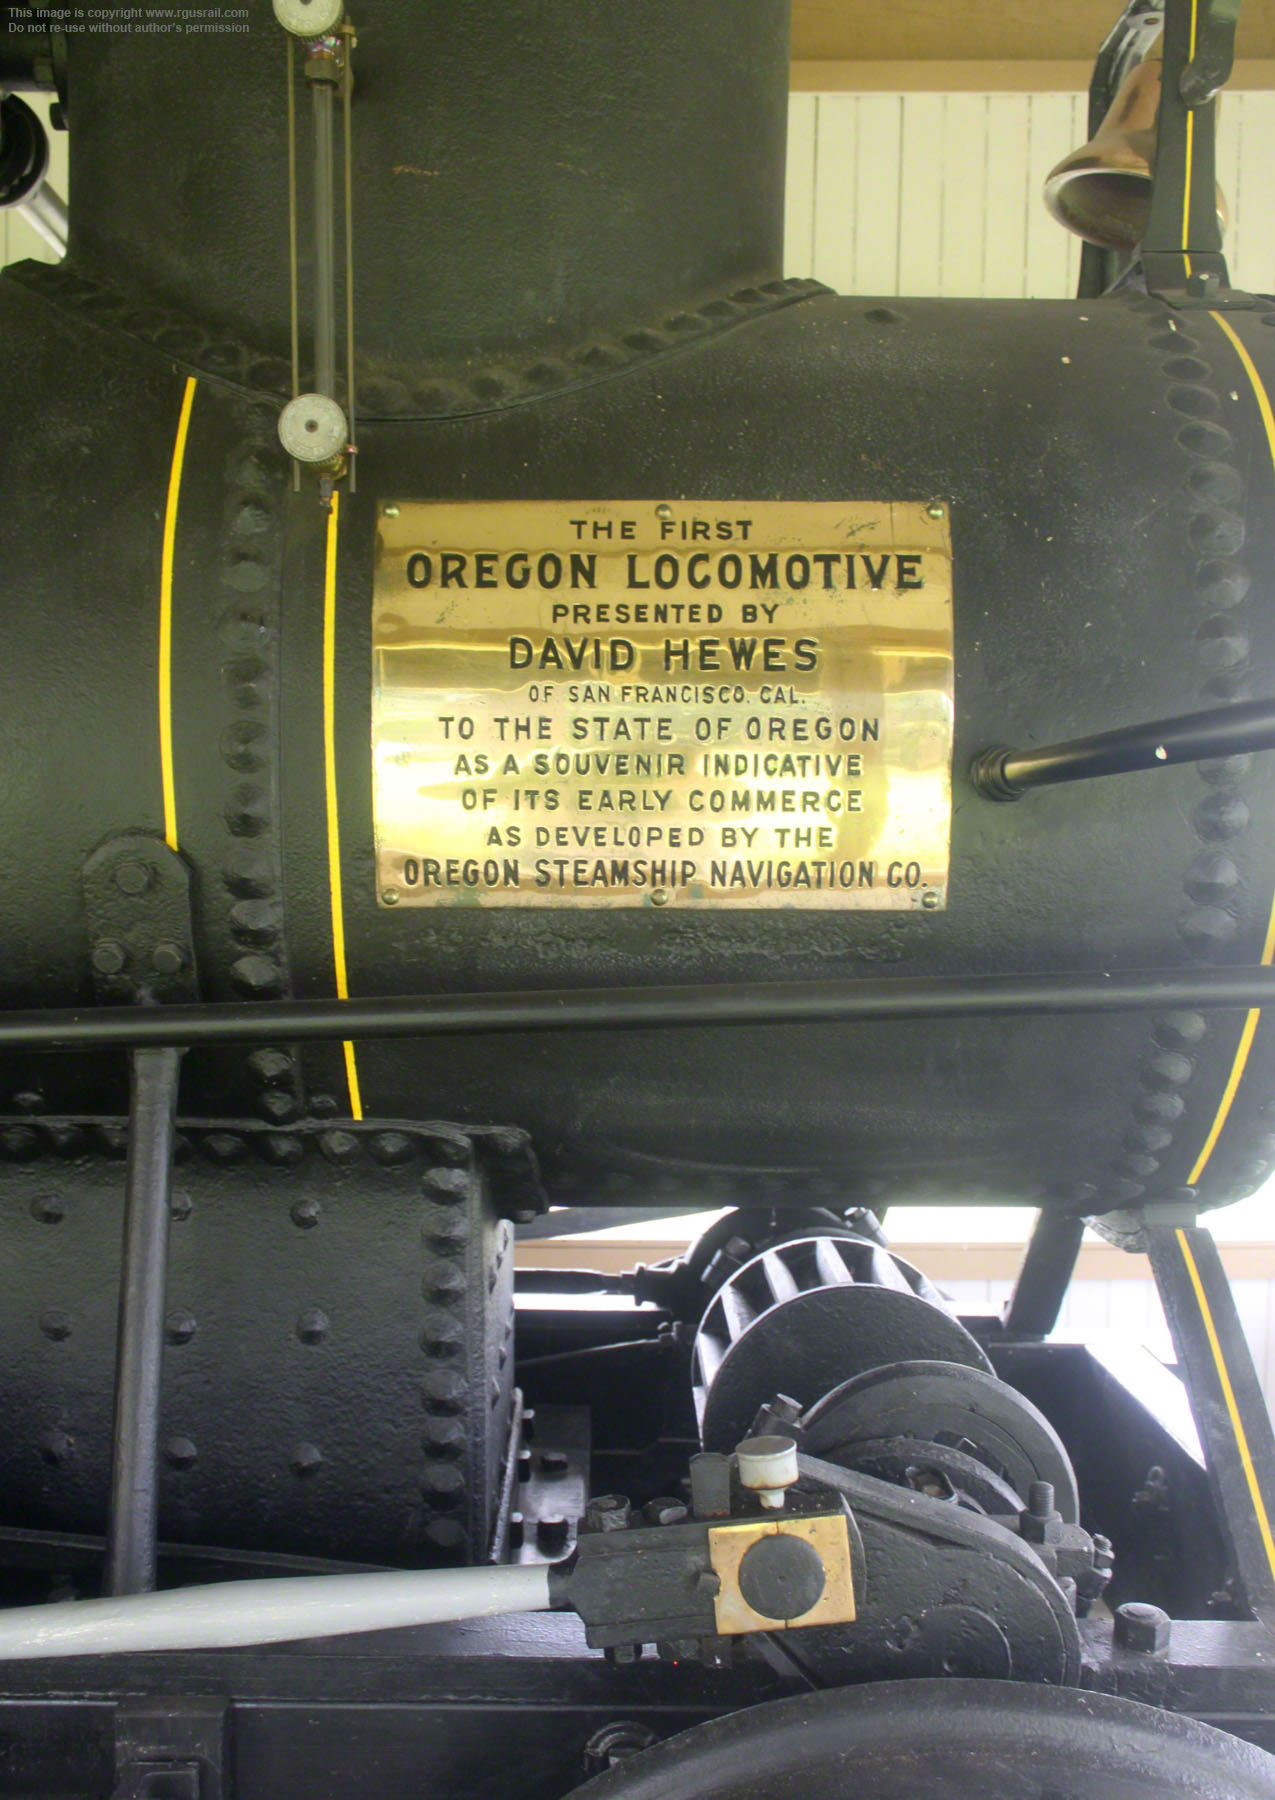 This image is copyright www.rgusrail.com
Do not re-use without author's permission
THE FIRST
OREGON LOCOMOTIVE
PRESENTED BY
DAVID HEWES
OF SAN FRANCISCO, CAL.
TO THE STATE OF OREGON
AS A SOUVENIR INDICATIVE
OF ITS EARLY COMMERCE
AS DEVELOPED BY THE
OREGON STEAMSHIP NAVIGATION CO.